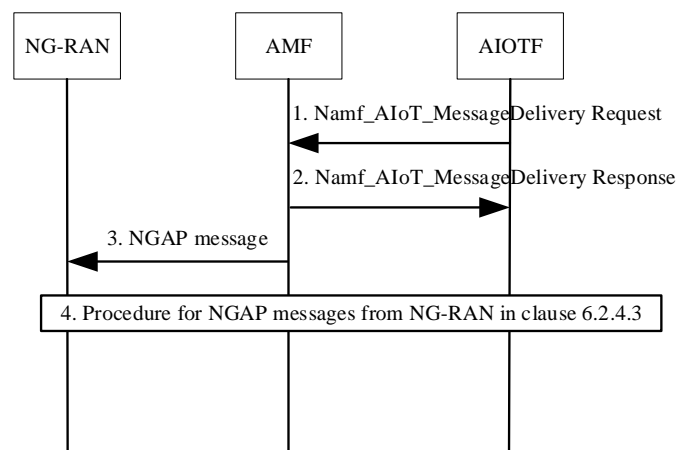 NG-RAN
AMF
AIOTF
1. Namf_AIoT_MessageDelivery Request
2. Namf_AIoT_MessageDelivery Response
3. NGAP message
4. Procedure for NGAP messages from NG-RAN in clause 6.2.4.3